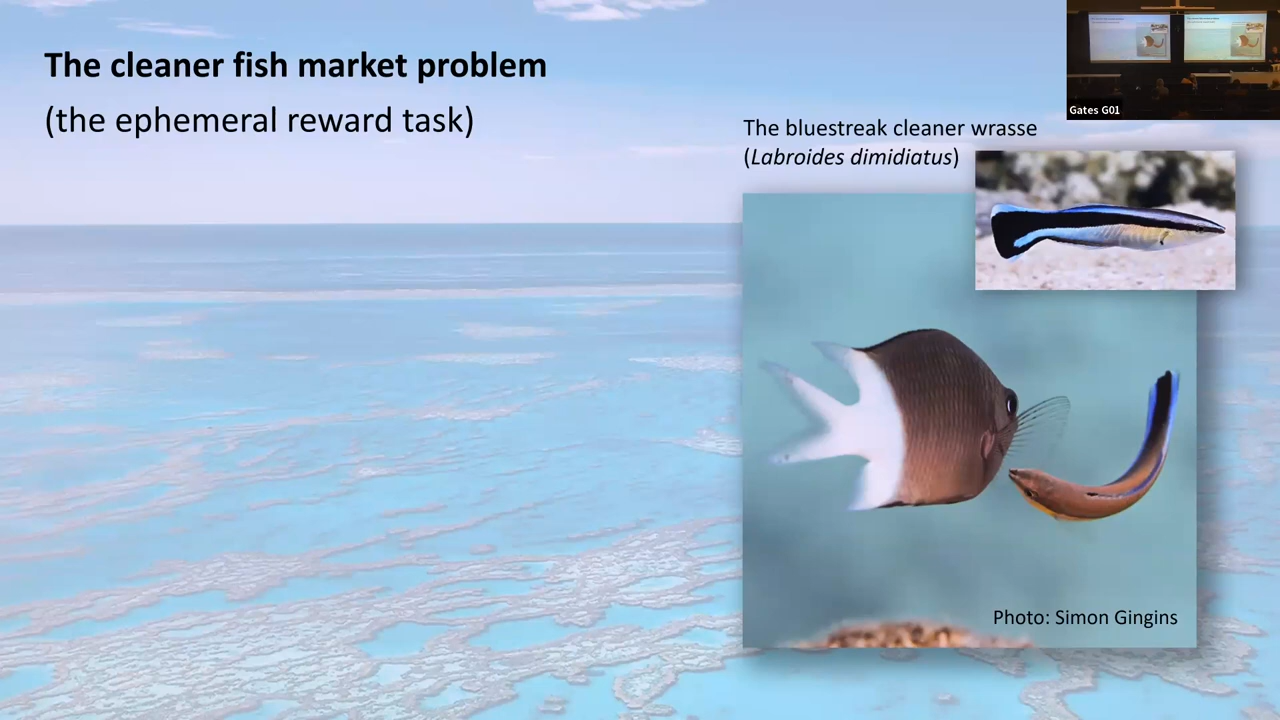 The cleaner fish market problem
(the ephemeral reward task)
Gates G01
The bluestreak cleaner wrasse
(Labroides dimidiatus)
Photo: Simon Gingins